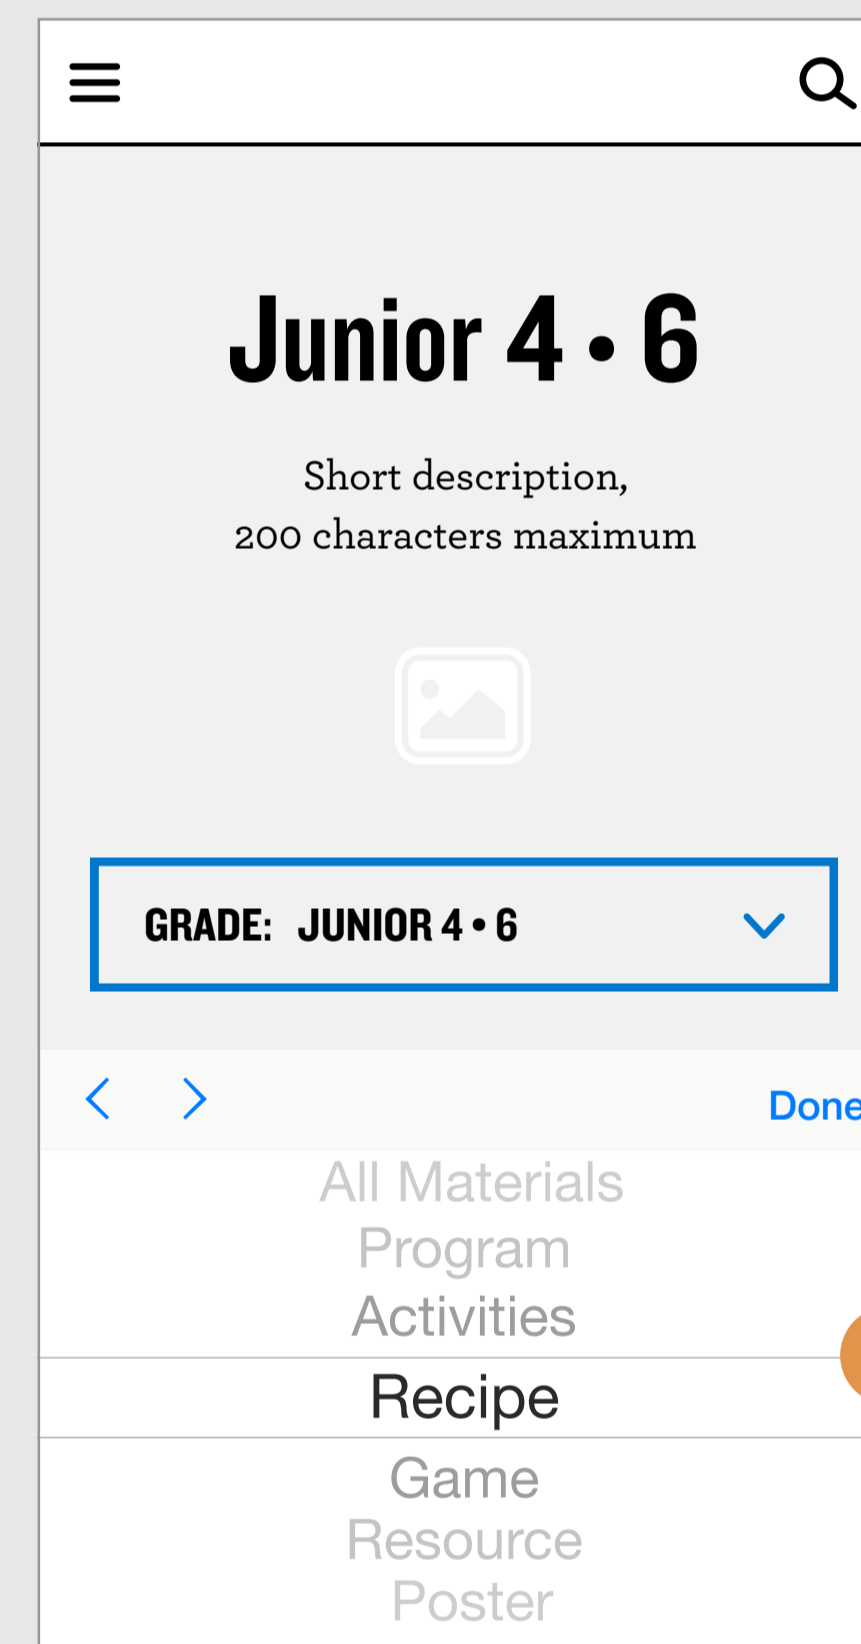 Junior 4 • 6
Short description,
200 characters maximum
GRADE: JUNIOR 4 • 6
Done
All Materials
Program
Activities
Recipe
Game
Resource
Poster